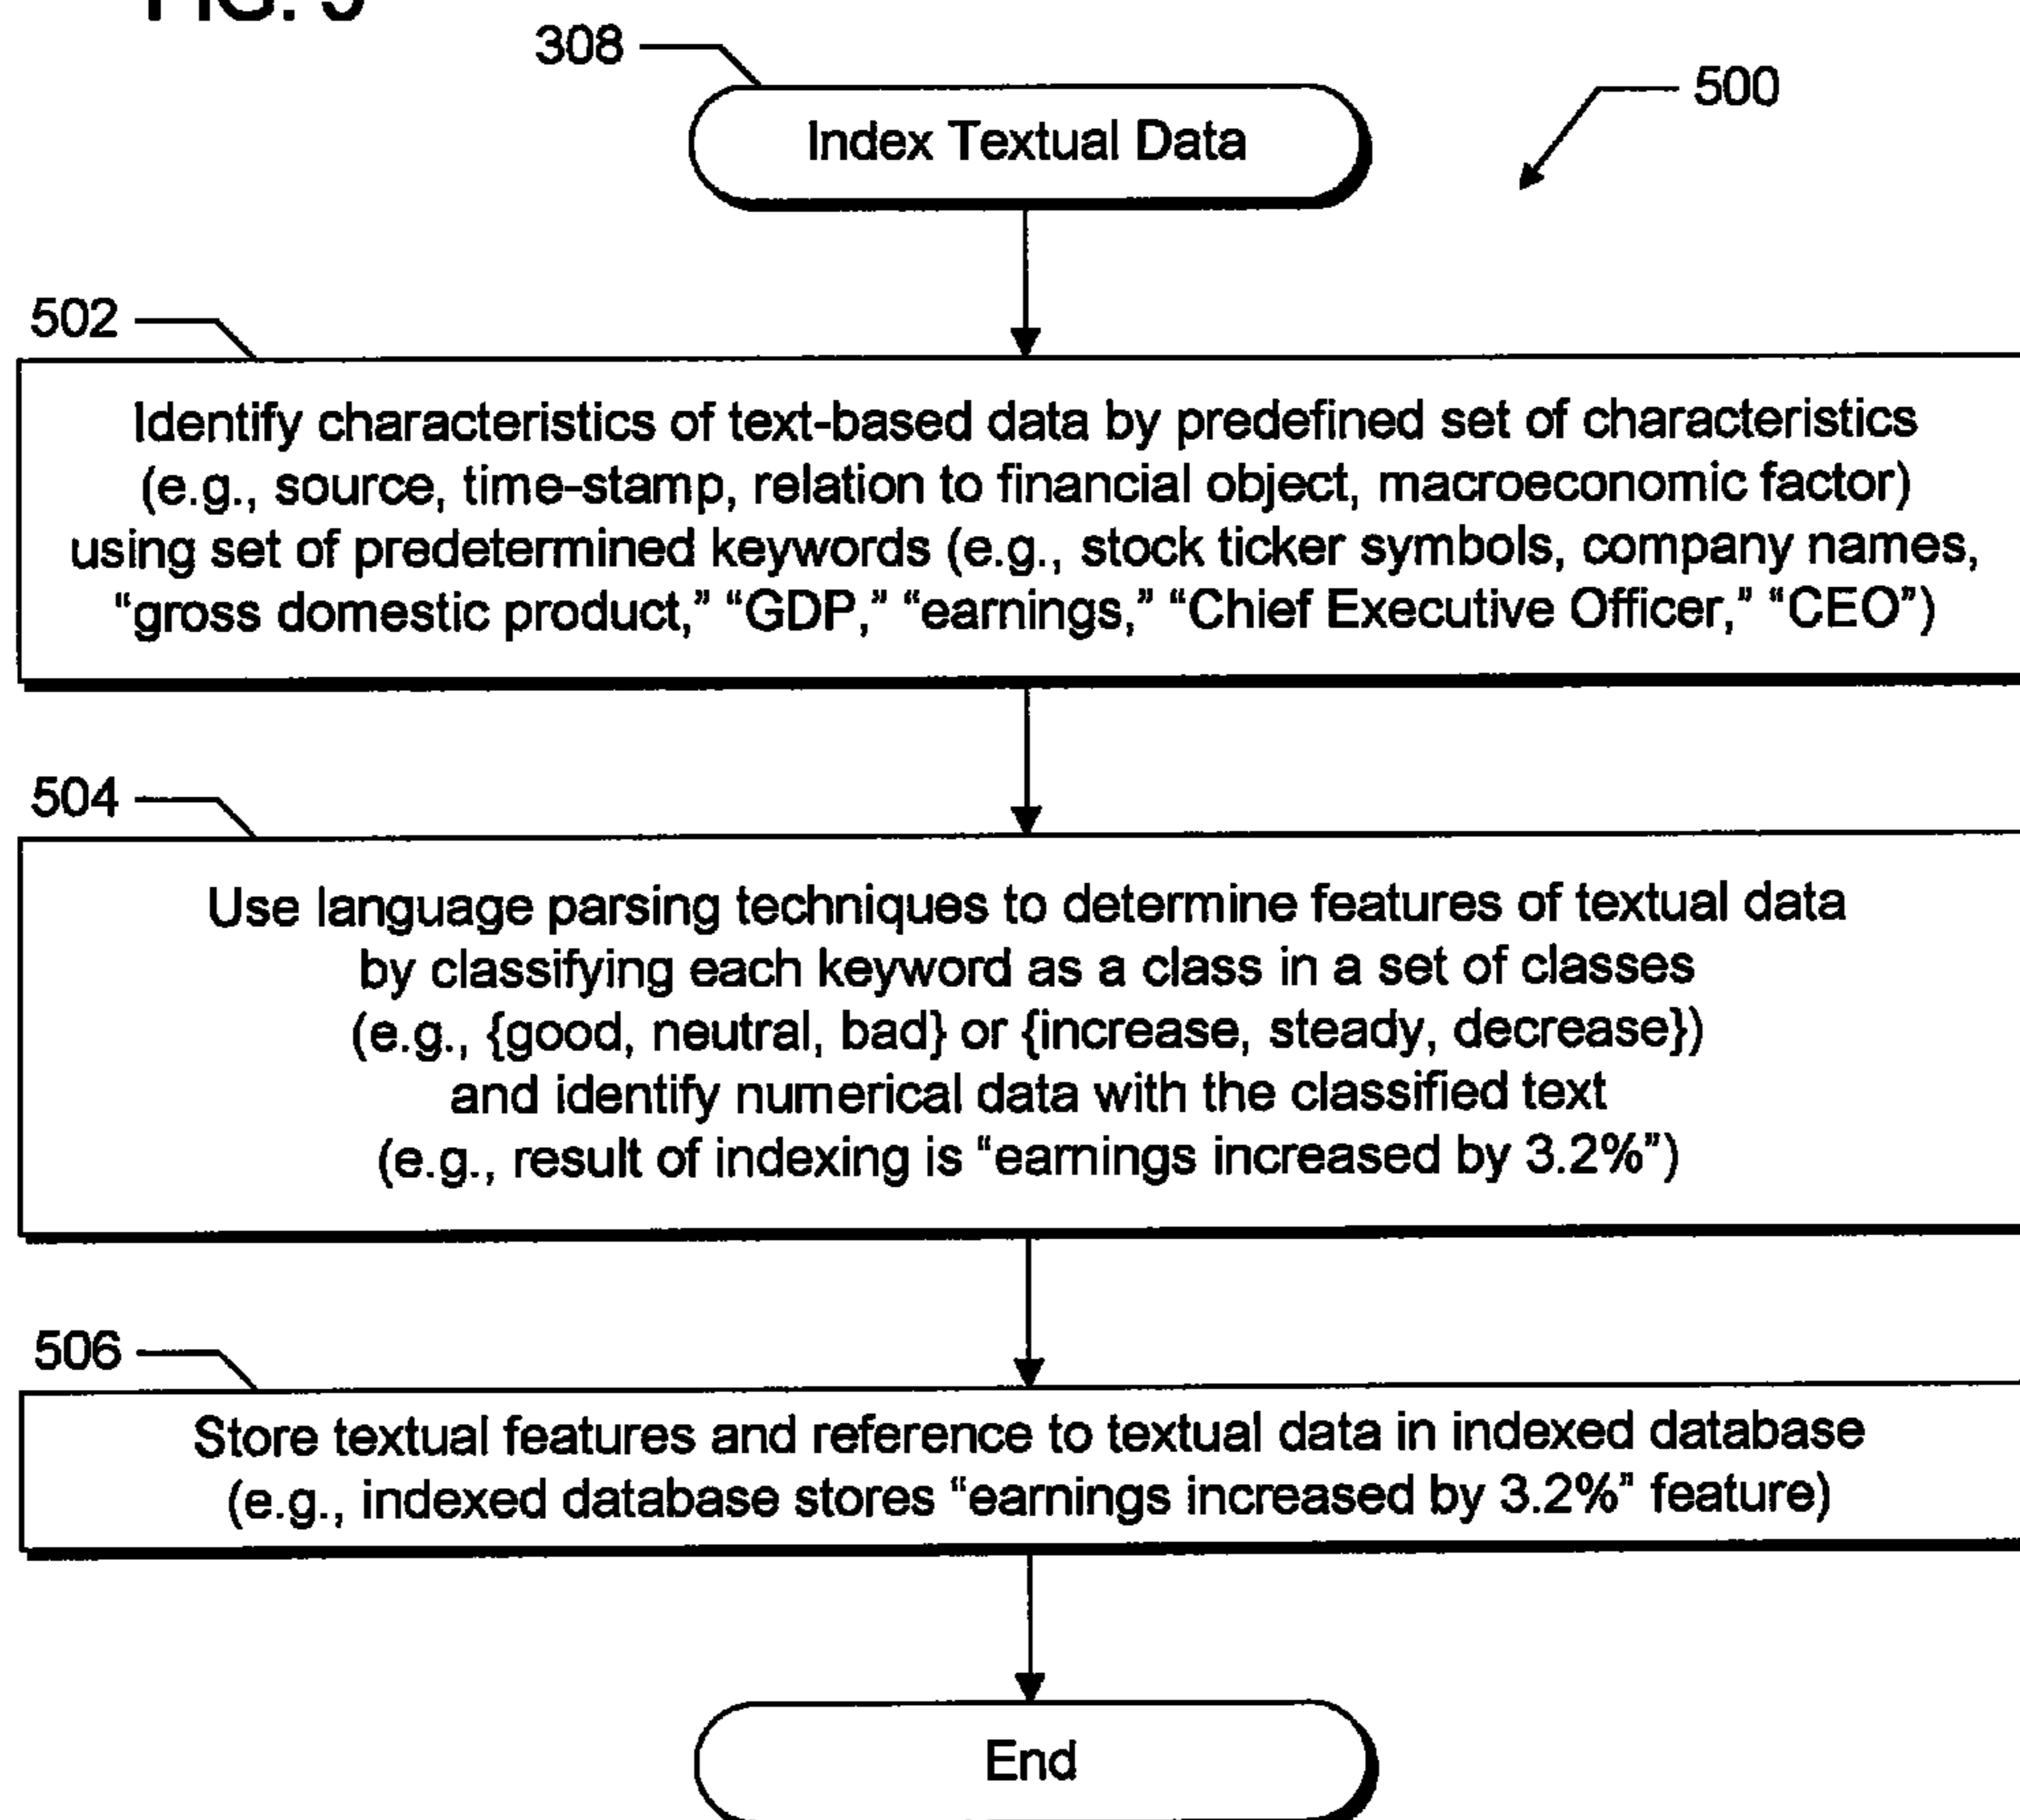 FIG. 5
308
500
Index Textual Data
502
Identify characteristics of text-based data by predefined set of characteristics
(e.g., source, time-stamp, relation to financial object, macroeconomic factor)
using set of predetermined keywords (e.g., stock ticker symbols, company names,
“gross domestic product,” “GDP,” “earnings,” “Chief Executive Officer,” “CEO”)
504
Use language parsing techniques to determine features of textual data
by classifying each keyword as a class in a set of classes
(e.g., {good, neutral, bad} or {increase, steady, decrease})
and identify numerical data with the classified text
(e.g., result of indexing is “earnings increased by 3.2%”)
506
Store textual features and reference to textual data in indexed database
(e.g., indexed database stores “earnings increased by 3.2%” feature)
End